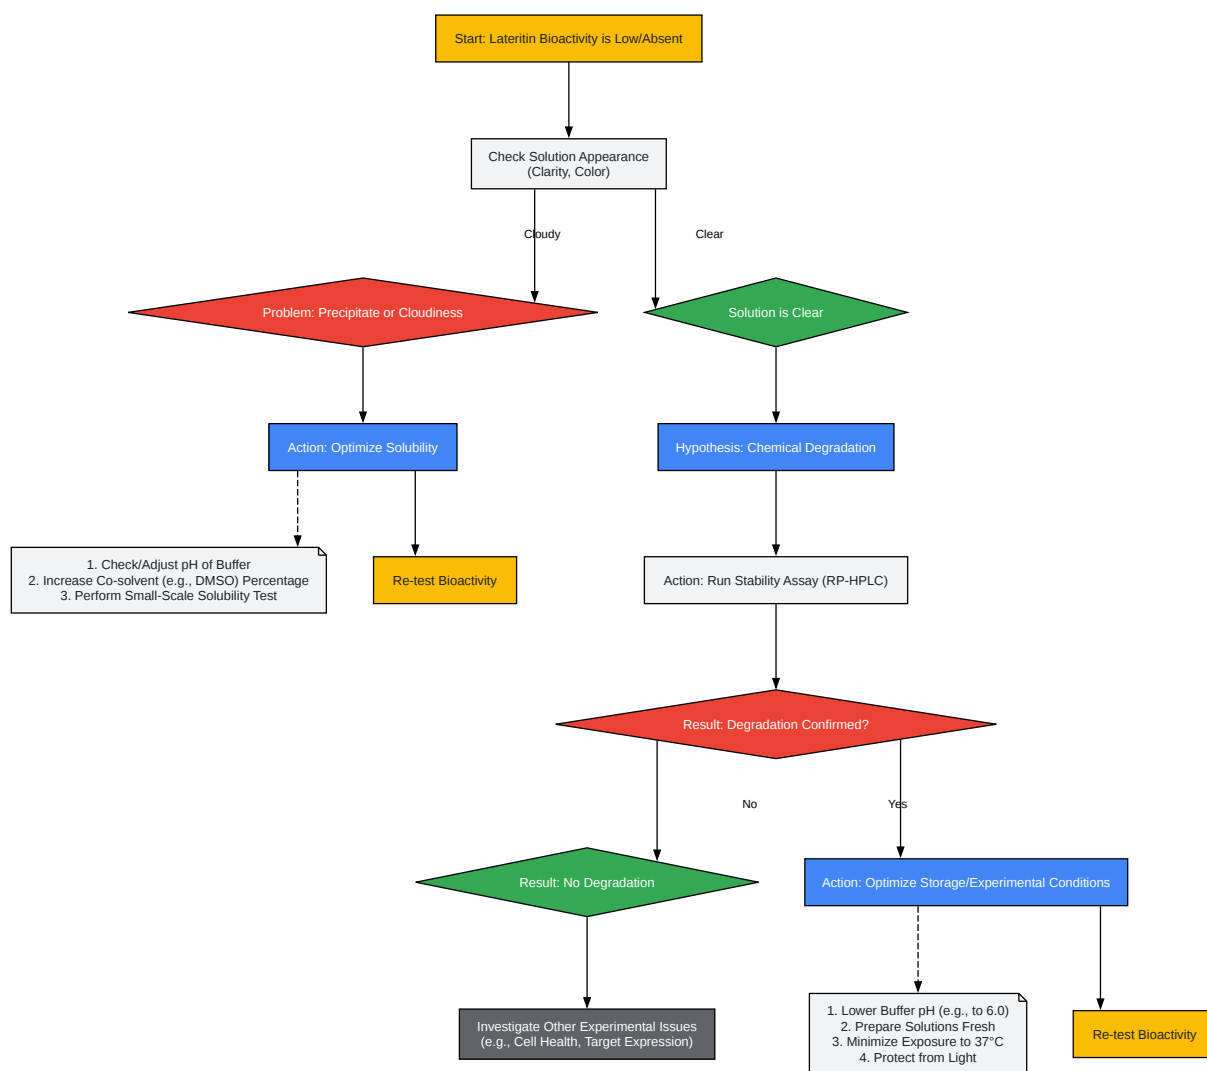 Start: Lateritin Bioactivity is Low/Absent
Check Solution Appearance
(Clarity, Color)
Cloudy
Clear
Problem: Precipitate or Cloudiness
Solution is Clear
Action: Optimize Solubility
Hypothesis: Chemical Degradation
1. Check/Adjust pH of Buffer
2. Increase Co-solvent (e.g., DMSO) Percentage
3. Perform Small-Scale Solubility Test
Re-test Bioactivity
Action: Run Stability Assay (RP-HPLC)
Result: Degradation Confirmed?
No
Yes
Result: No Degradation
Action: Optimize Storage/Experimental Conditions
Investigate Other Experimental Issues
(e.g., Cell Health, Target Expression)
1. Lower Buffer pH (e.g., to 6.0)
2. Prepare Solutions Fresh
3. Minimize Exposure to 37°C
4. Protect from Light
Re-test Bioactivity